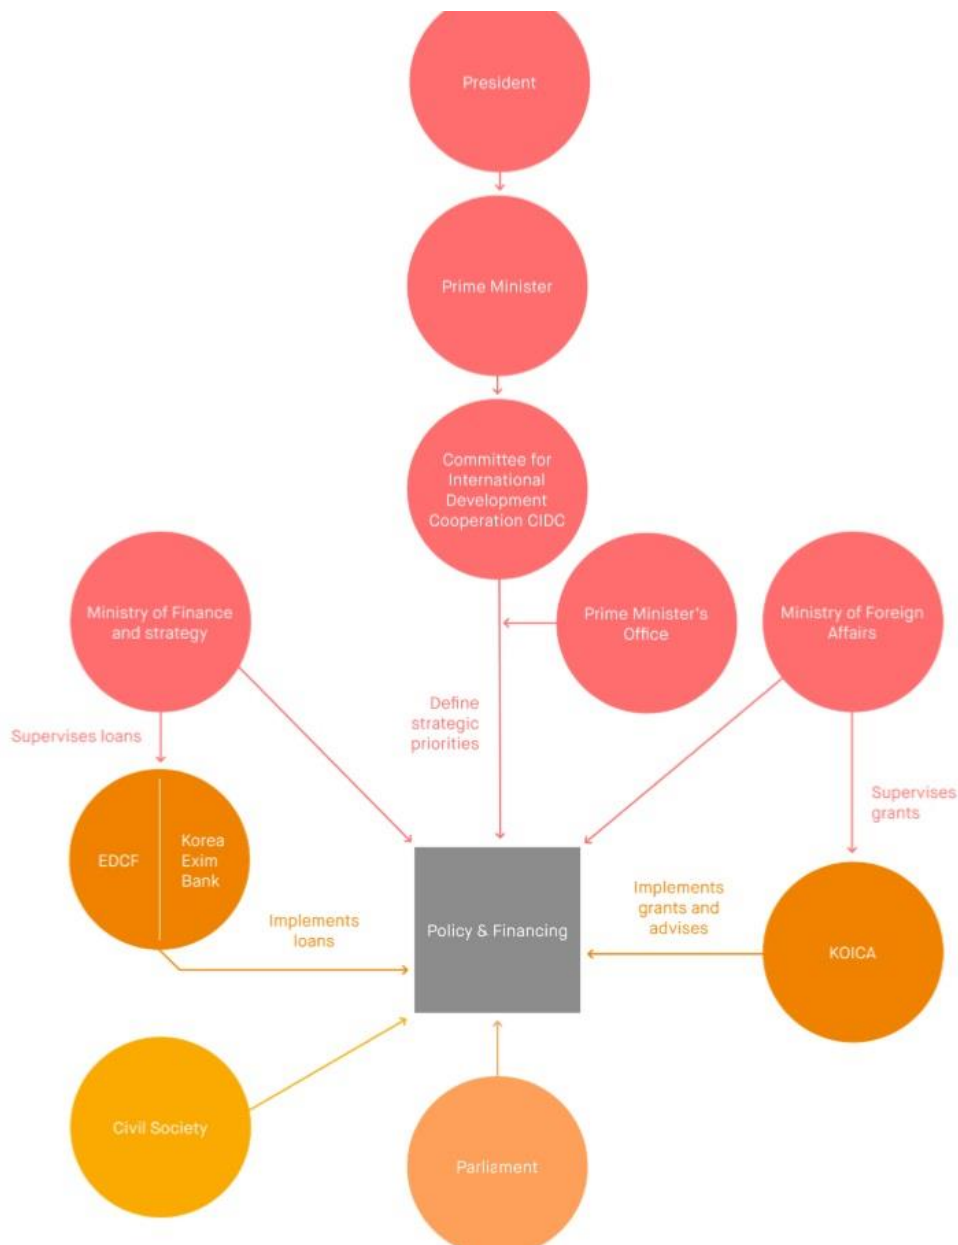 President
Prime Minister
Committee for
International
Development
Cooperation CIDC
Ministry of Finance
and strategy
Prime Minister's
Office
Ministry of Foreign
Affairs
Define
strategic
priorities
Supervises loans
Supervises
grants
EDCF
Korea
Exim
Bank
Implements
loans
Policy & Financing
Implements
grants and
advises
KOICA
Civil Society
Parliament